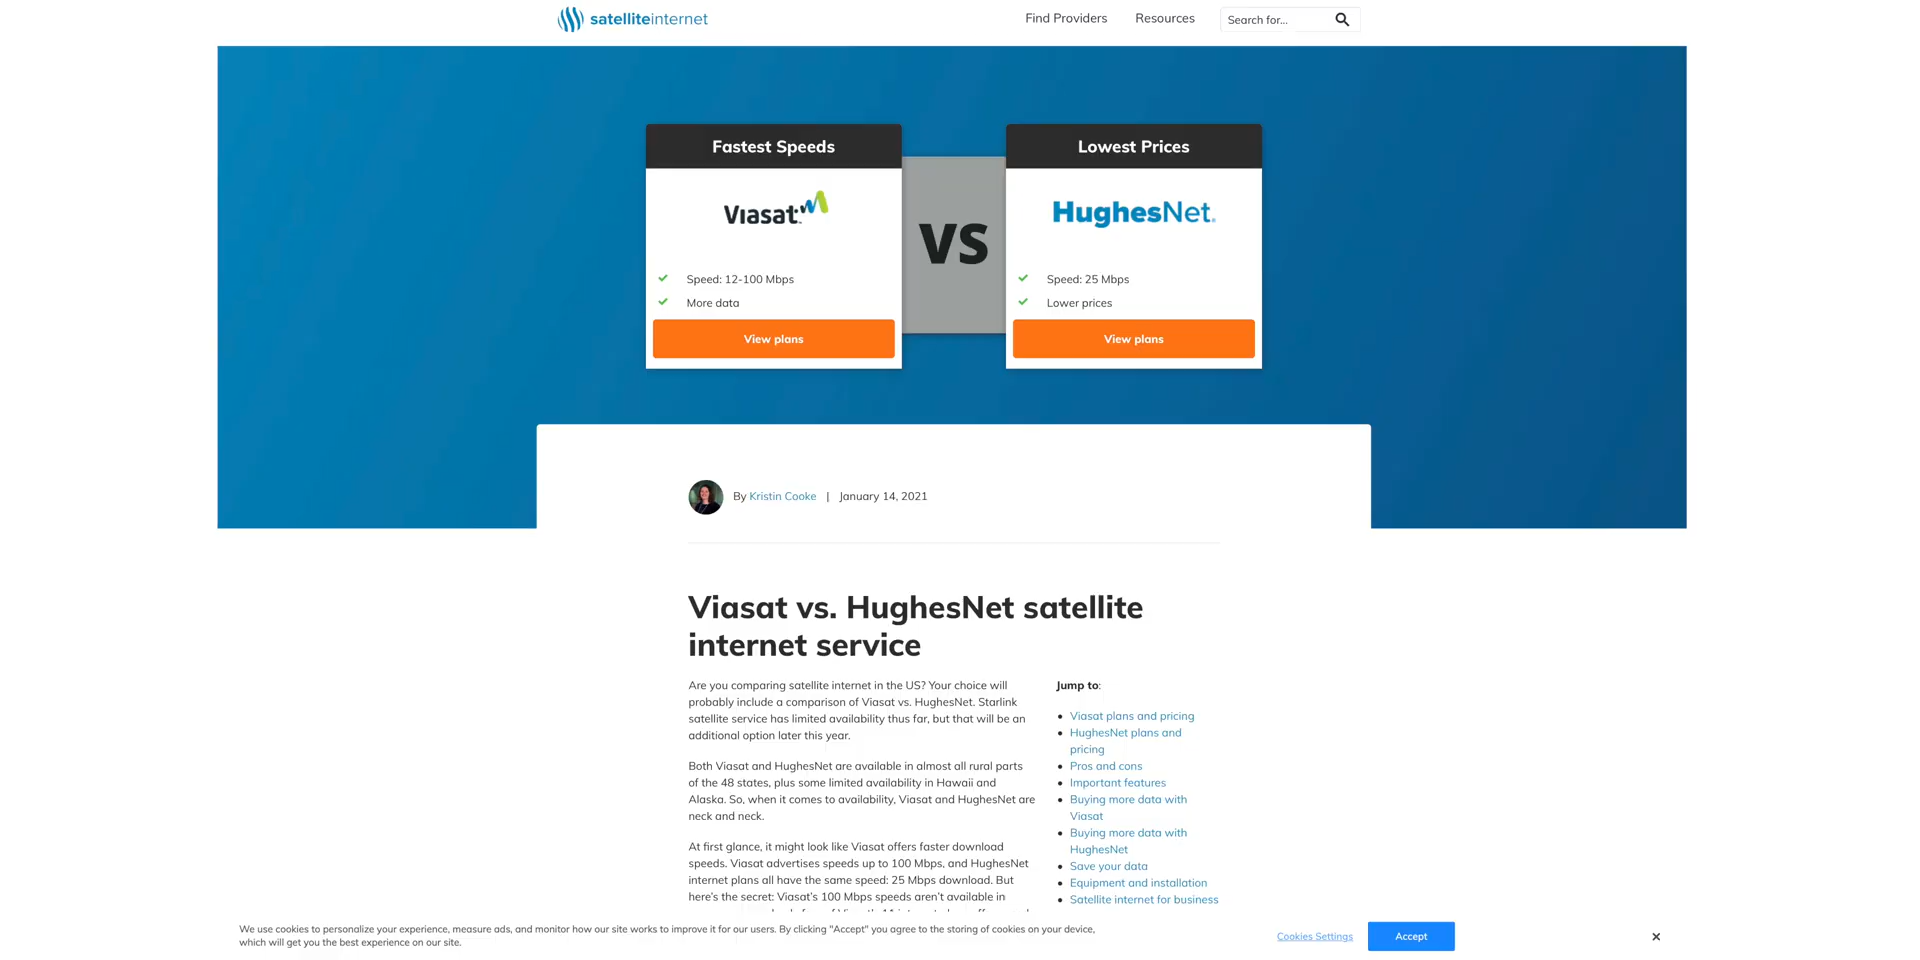 satelliteinternet
Find Providers
Resources
Search for...
Fastest Speeds
Viasat
Speed: 12-100 Mbps
More data
View plans
VS
Lowest Prices
HughesNet.
Speed: 25 Mbps
Lower prices
View plans
By Kristin Cooke | January 14, 2021
Viasat vs. HughesNet satellite
internet service
Are you comparing satellite internet in the US? Your choice will
probably include a comparison of Viasat vs. HughesNet. Starlink
satellite service has limited availability thus far, but that will be an
additional option later this year.
Both Viasat and HughesNet are available in almost all rural parts
of the 48 states, plus some limited availability in Hawaii and
Alaska. So, when it comes to availability, Viasat and HughesNet are
neck and neck.
At first glance, it might look like Viasat offers faster download
speeds. Viasat advertises speeds up to 100 Mbps, and HughesNet
internet plans all have the same speed: 25 Mbps download. But
here's the secret: Viasat's 100 Mbps speeds aren't available in
Jump to:
Viasat plans and pricing
HughesNet plans and
pricing
Pros and cons
Important features
Buying more data with
Viasat
Buying more data with
HughesNet
Save your data
Equipment and installation
Satellite internet for business
We use cookies to personalize your experience, measure ads, and monitor how our site works to improve it for our users. By clicking "Accept" you agree to the storing of cookies on your device,
which will get you the best experience on our site.
Cookies Settings
Accept